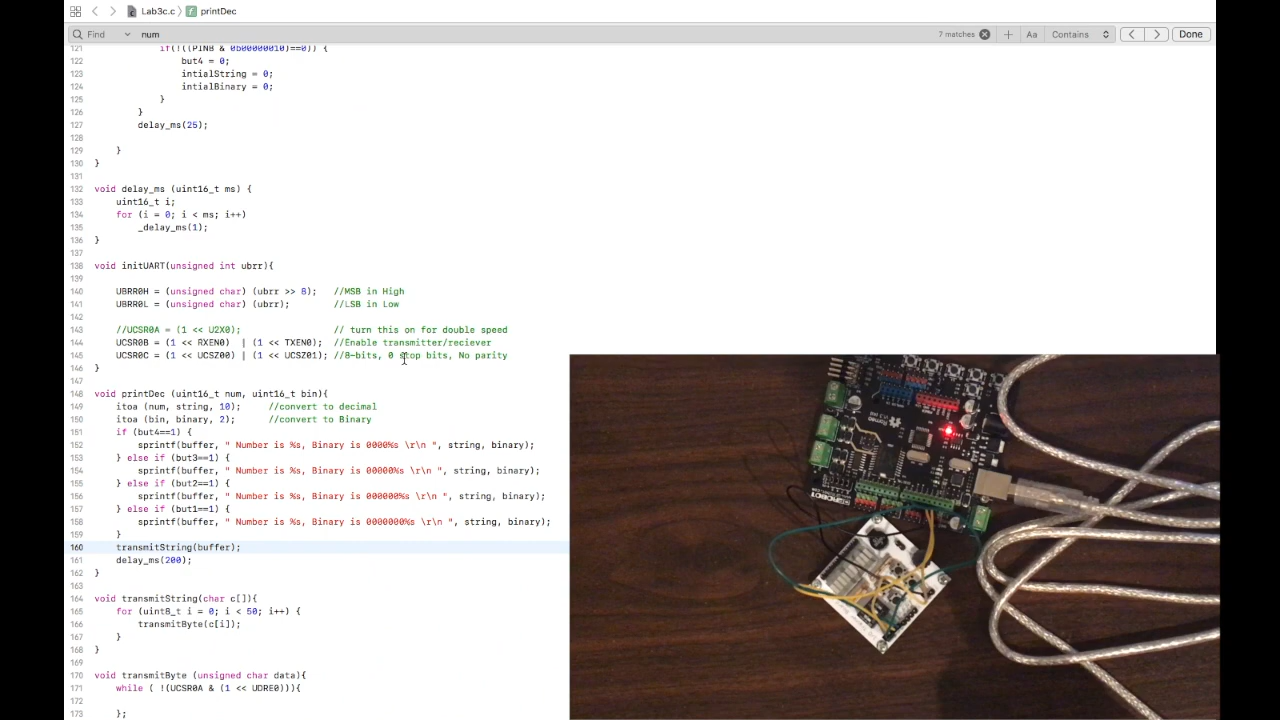 Lab3c.c printDec
Find num 7 matches Aa Contains Done
121 if(!((PINB & 0b00000010)==0)) {
122 but4 = 0;
123 intialString = 0;
124 intialBinary = 0;
125 }
126 }
127 delay_ms(25);
128
129 }
130 }
131
132 void delay_ms (uint16_t ms) {
133 uint16_t i;
134 for (i = 0; i < ms; i++)
135 _delay_ms(1);
136 }
137
138 void initUART(unsigned int ubrr){
139
140 UBRR0H = (unsigned char) (ubrr >> 8); //MSB in High
141 UBRR0L = (unsigned char) (ubrr); //LSB in Low
142
143 //UCSR0A = (1 << U2X0); // turn this on for double speed
144 UCSR0B = (1 << RXEN0) | (1 << TXEN0); //Enable transmitter/reciever
145 UCSR0C = (1 << UCSZ00) | (1 << UCSZ01); //8-bits, 0 stop bits, No parity
146 }
147
148 void printDec (uint16_t num, uint16_t bin){
149 itoa (num, string, 10); //convert to decimal
150 itoa (bin, binary, 2); //convert to Binary
151 if (but4==1) {
152 sprintf(buffer, " Number is %s, Binary is 0000%s \r\n ", string, binary);
153 } else if (but3==1) {
154 sprintf(buffer, " Number is %s, Binary is 00000%s \r\n ", string, binary);
155 } else if (but2==1) {
156 sprintf(buffer, " Number is %s, Binary is 000000%s \r\n ", string, binary);
157 } else if (but1==1) {
158 sprintf(buffer, " Number is %s, Binary is 0000000%s \r\n ", string, binary);
159 }
160 transmitString(buffer);
161 delay_ms(200);
162 }
163
164 void transmitString(char c[]){
165 for (uint8_t i = 0; i < 50; i++) {
166 transmitByte(c[i]);
167 }
168 }
169
170 void transmitByte (unsigned char data){
171 while ( !(UCSR0A & (1 << UDRE0))){
172
173 };
Romeo